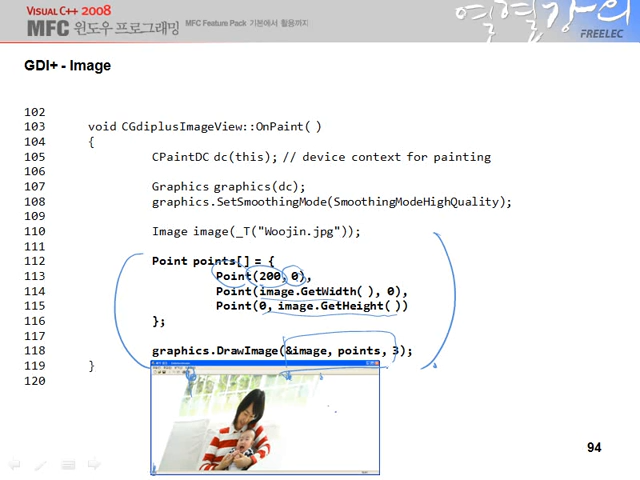 VISUAL C++ 2008
MFC 윈도우 프로그래밍 MFC Feature Pack 기본에서 활용까지
열혈강의
FREELEC
GDI+ - Image
102
103 void CGdiplusImageView::OnPaint( )
104 {
105 CPaintDC dc(this); // device context for painting
106
107 Graphics graphics(dc);
108 graphics.SetSmoothingMode(SmoothingModeHighQuality);
109
110 Image image(_T("Woojin.jpg"));
111
112 Point points[] = {
113 Point(200, 0),
114 Point(image.GetWidth( ), 0),
115 Point(0, image.GetHeight( ))
116 };
117
118 graphics.DrawImage(&image, points, 3);
119 }
120
94